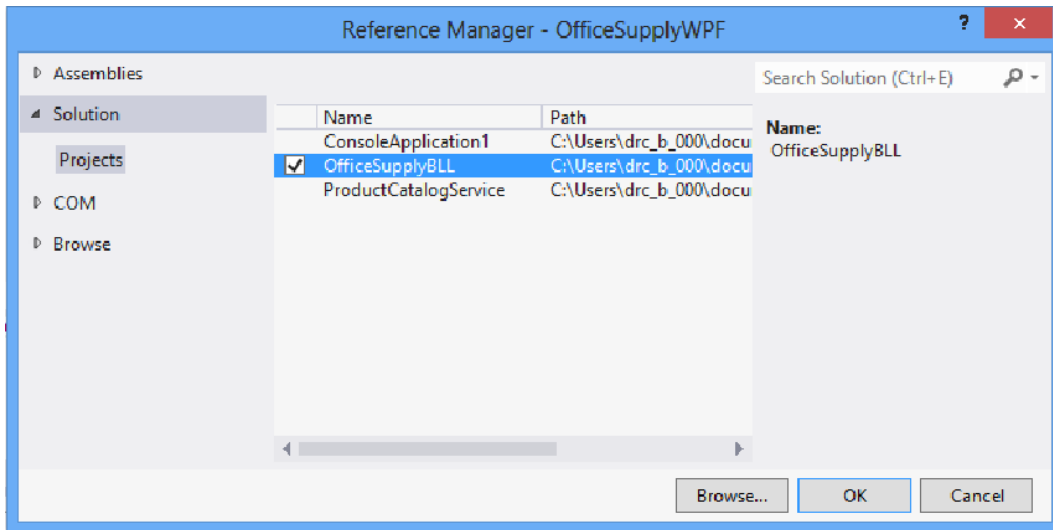 Reference Manager - OfficeSupplyWPF
?
Assemblies
Solution
Projects
COM
Browse
Name Path
ConsoleApplication1 C:\Users\drc_b_000\docu
OfficeSupplyBLL C:\Users\drc_b_000\docu
ProductCatalogService C:\Users\drc_b_000\docu
Search Solution (Ctrl+E)
Name:
OfficeSupplyBLL
Browse... OK Cancel